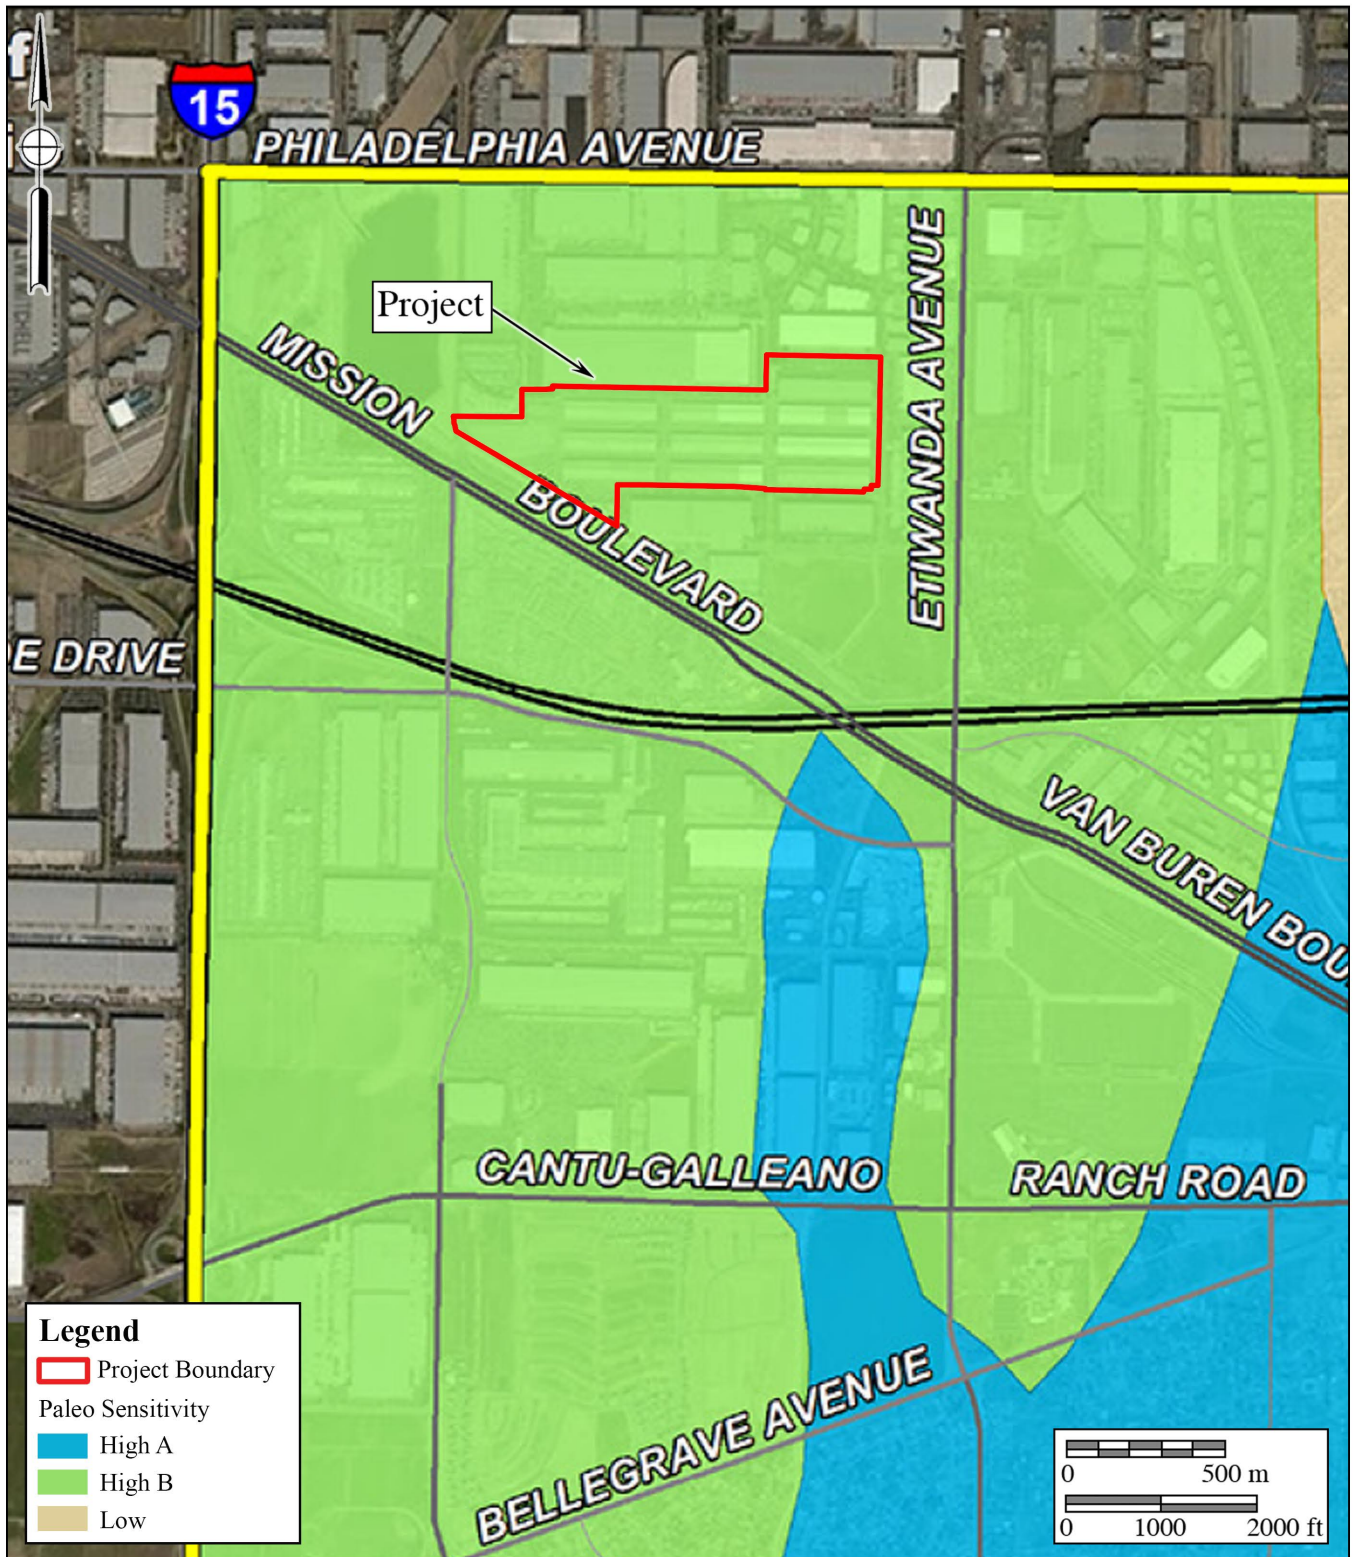 f
15
PHILADELPHIA AVENUE
Project
ETIWANDA AVENUE
MISSION
BOULEVARD
E DRIVE
VAN BUREN BOU
CANTU-GALLEANO
RANCH ROAD
BELLEGRAVE AVENUE
Legend
Project Boundary
Paleo Sensitivity
High A
High B
Low
0 500 m
0 1000 2000 ft